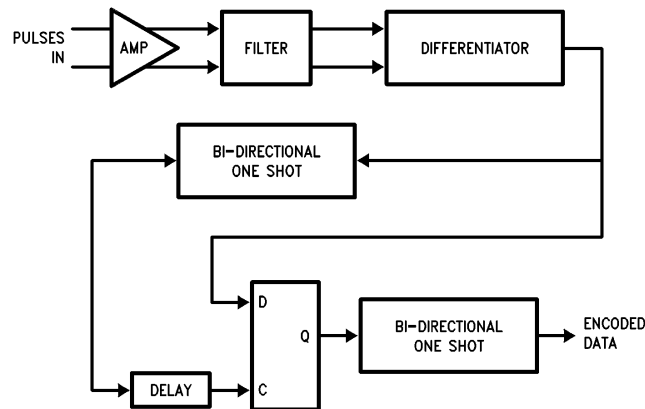 PULSES
IN
AMP
FILTER
DIFFERENTIATOR
BI-DIRECTIONAL
ONE SHOT
D
Q
C
BI-DIRECTIONAL
ONE SHOT
ENCODED
DATA
DELAY